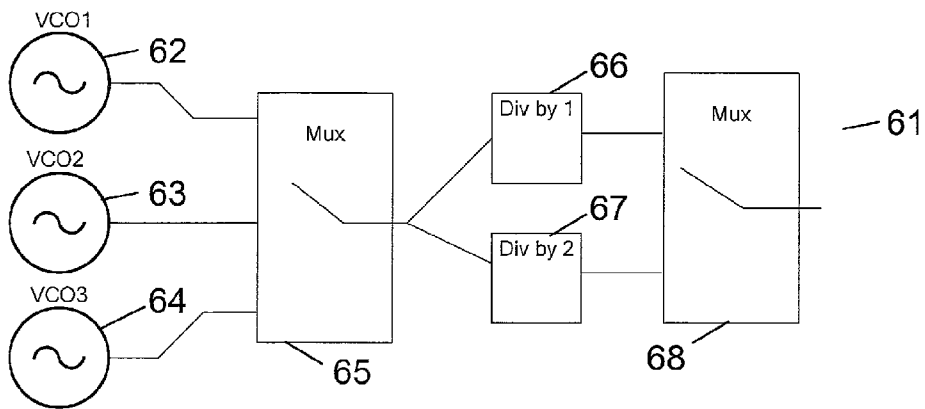 VCO1
62
66
Div by 1
Mux
Mux
61
VCO2
63
67
Div by 2
VCO3
64
65
68